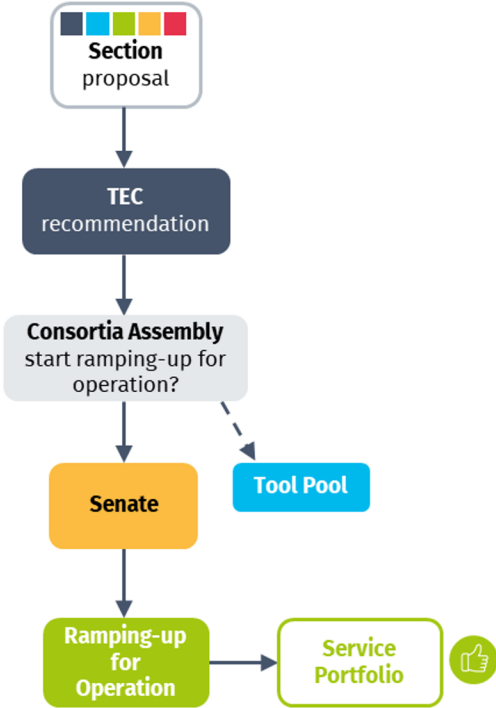 Section
proposal
TEC
recommendation
Consortia Assembly
start ramping-up for
operation?
Senate
Tool Pool
Ramping-up
for
Operation
Service
Portfolio